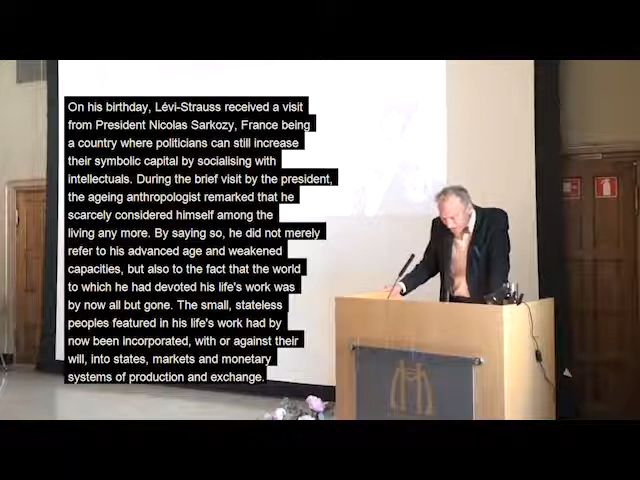 On his birthday, Lévi-Strauss received a visit
from President Nicolas Sarkozy, France being
a country where politicians can still increase
their symbolic capital by socialising with
intellectuals. During the brief visit by the president,
the ageing anthropologist remarked that he
scarcely considered himself among the
living any more. By saying so, he did not merely
refer to his advanced age and weakened
capacities, but also to the fact that the world
to which he had devoted his life's work was
by now all but gone. The small, stateless
peoples featured in his life's work had by
now been incorporated, with or against their
will, into states, markets and monetary
systems of production and exchange.